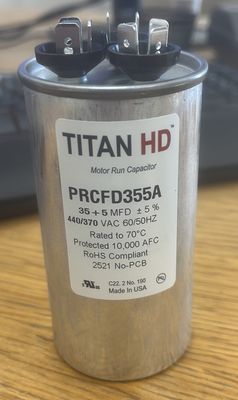 TITAN HD™
Motor Run Capacitor
PRCFD355A
35 + 5 MFD ± 5 %
440/370 VAC 60/50HZ
Rated to 70°C
Protected 10,000 AFC
RoHS Compliant
2521 No-PCB
C22. 2 No. 190
Made In USA